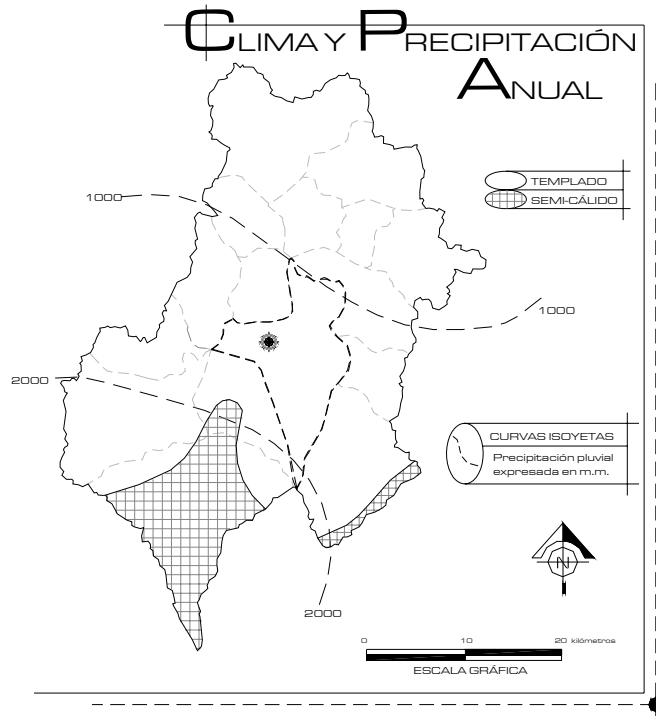 CLIMA Y PRECIPITACIÓN
ANUAL
TEMPLADO
SEMI-CÁLIDO
1000
1000
2000
CURVAS ISOYETAS
Precipitación pluvial
expresada en m.m.
N
2000
0 10 20 kilómetros
ESCALA GRÁFICA